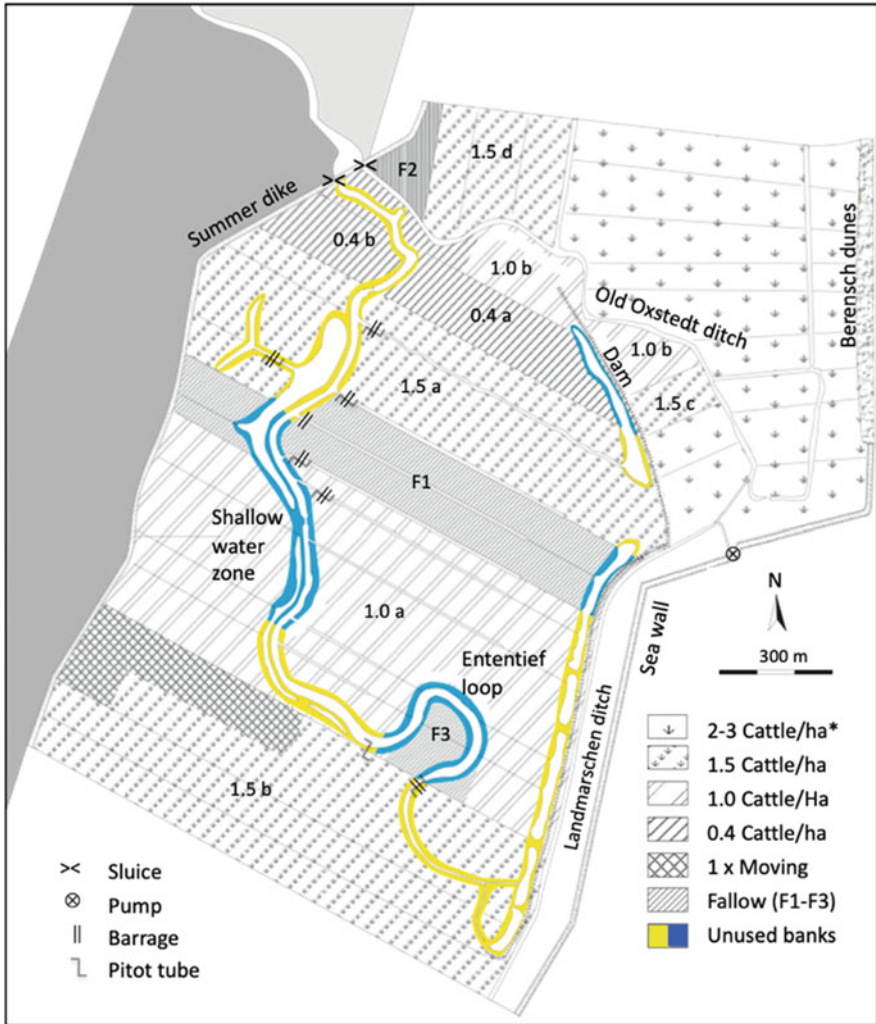 F2
1.5 d
Summer dike
0.4 b
1.0 b
Berensch dunes
Old Oxstedt ditch
0.4 a
1.0 b
Dam
1.5 a
1.5 c
F1
Shallow
water
zone
1.0 a
N
Sea wall
300 m
Ententief
loop
F3
Landmarschen ditch
1.5 b
2-3 Cattle/ha*
1.5 Cattle/ha
1.0 Cattle/Ha
0.4 Cattle/ha
1 x Moving
Fallow (F1-F3)
Unused banks
Sluice
Pump
Barrage
Pitot tube